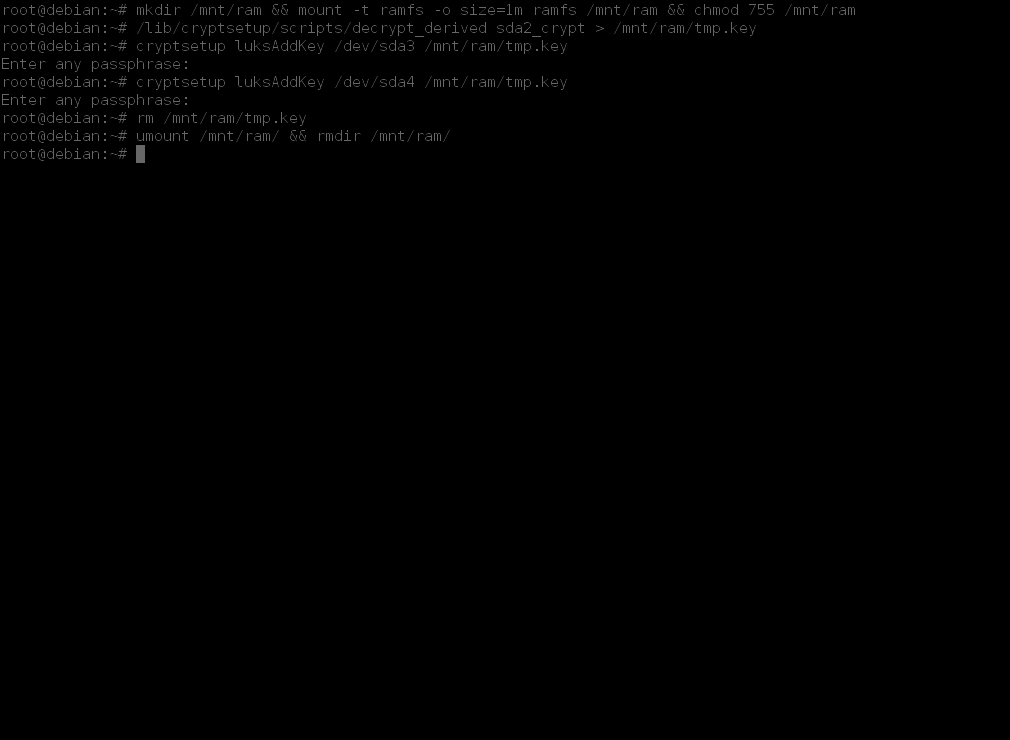 root@debian:~# mkdir /mnt/ram && mount -t ramfs -o size=1m ramfs /mnt/ram && chmod 755 /mnt/ram
root@debian:~# /lib/cryptsetup/scripts/decrypt_derived sda2_crypt > /mnt/ram/tmp.key
root@debian:~# cryptsetup luksAddKey /dev/sda3 /mnt/ram/tmp.key
Enter any passphrase:
root@debian:~# cryptsetup luksAddKey /dev/sda4 /mnt/ram/tmp.key
Enter any passphrase:
root@debian:~# rm /mnt/ram/tmp.key
root@debian:~# umount /mnt/ram/ && rmdir /mnt/ram/
root@debian:~#